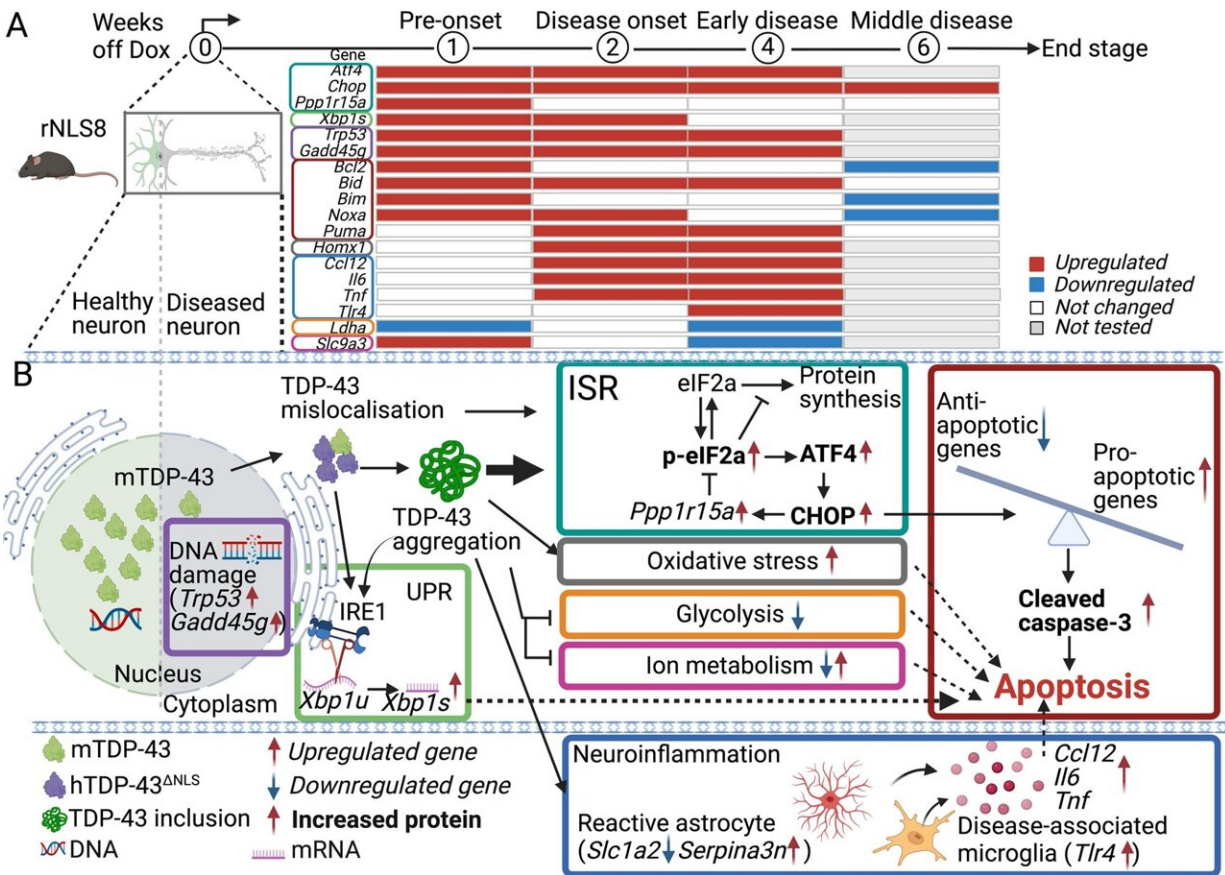 A
Weeks
off Dox
0
Pre-onset
1
Disease onset
2
Early disease
4
Middle disease
6
End stage
Gene
Atf4
Chop
Ppp1r15a
Xbp1s
Trp53
Gadd45g
Bcl2
Bid
Bim
Noxa
Puma
Homx1
Ccl12
Il6
Tnf
Tlr4
Ldha
Slc9a3
rNLS8
Healthy
neuron
Diseased
neuron
Upregulated
Downregulated
Not changed
Not tested
B
TDP-43
mislocalisation
mTDP-43
TDP-43
aggregation
DNA
damage
(Trp53
Gadd45g )
Nucleus
Cytoplasm
UPR
IRE1
Xbp1u
Xbp1s
ISR
eIF2a
Protein
synthesis
p-eIF2a
ATF4
Ppp1r15a
CHOP
Oxidative stress
Glycolysis
Ion metabolism
Anti-
apoptotic
genes
Pro-
apoptotic
genes
Cleaved
caspase-3
Apoptosis
mTDP-43
hTDP-43ΔNLS
TDP-43 inclusion
DNA
Upregulated gene
Downregulated gene
Increased protein
mRNA
Neuroinflammation
Reactive astrocyte
(Slc1a2 Serpina3n )
Ccl12
Il6
Tnf
Disease-associated
microglia (Tlr4 )